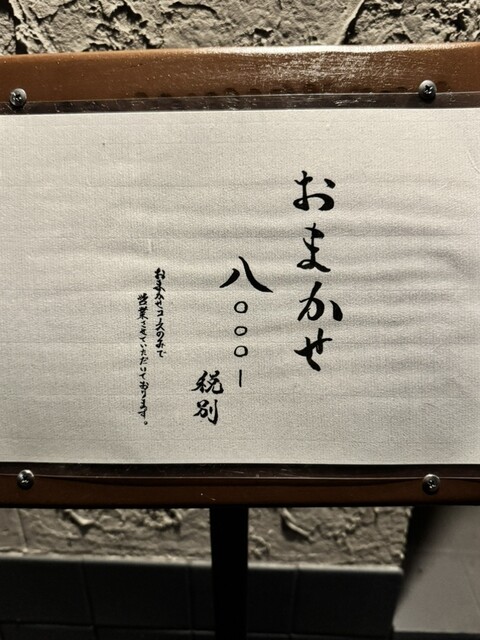 おまかせ
八〇〇〇ー
税別
おまかせコースのみで
営業させていただいております。